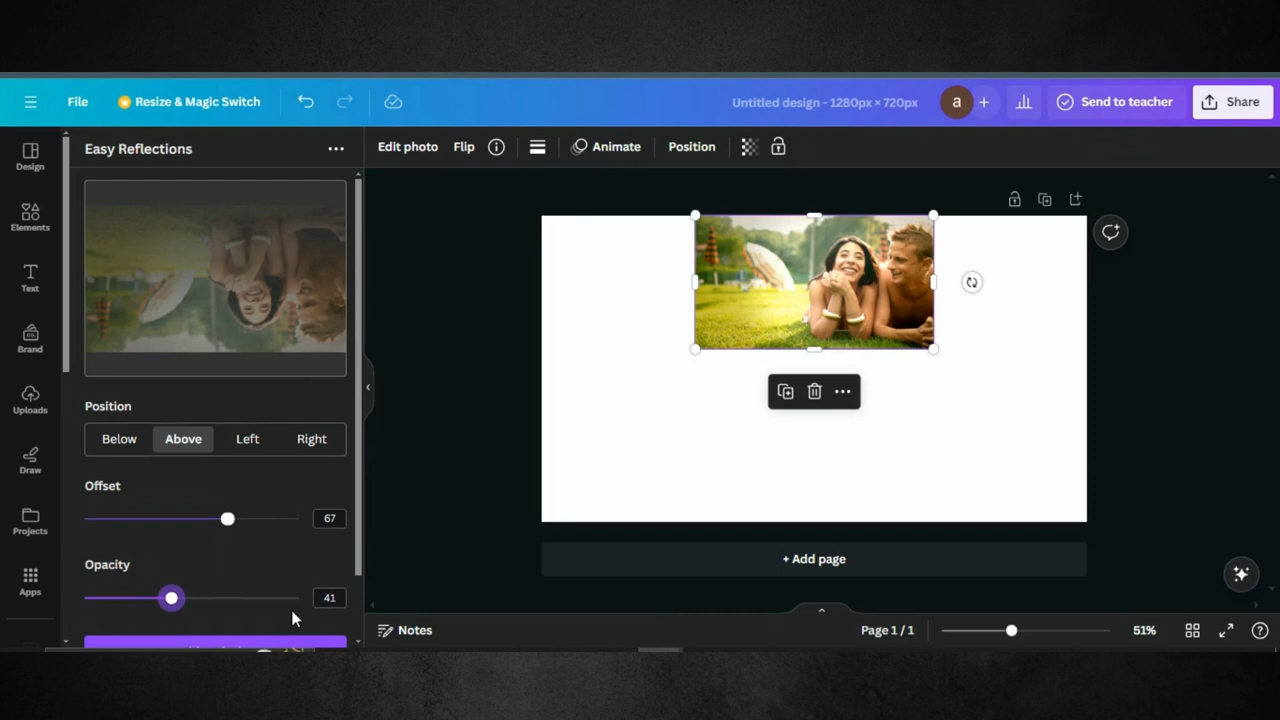 File
Resize & Magic Switch
Untitled design - 1280px × 720px
a
+
Send to teacher
Share
Design
Elements
Text
Brand
Uploads
Draw
Projects
Apps
Easy Reflections
Edit photo
Flip
Animate
Position
Position
Below
Above
Left
Right
Offset
67
Opacity
41
+ Add page
Notes
Page 1 / 1
51%